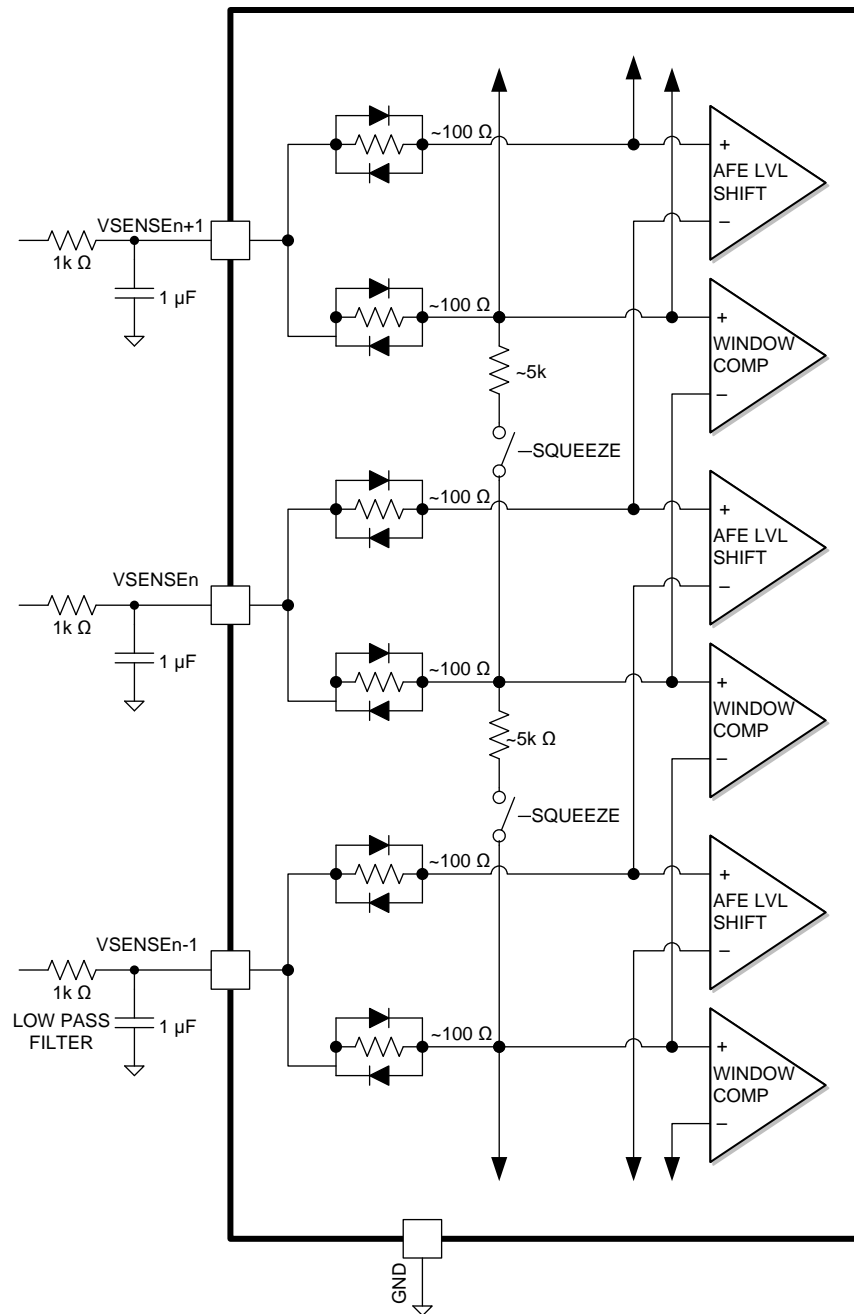 ~100 Ω
+
AFE LVL
SHIFT
–
VSENSEn+1
1k Ω
1 µF
~100 Ω
+
WINDOW
COMP
–
~5k
SQUEEZE
~100 Ω
+
AFE LVL
SHIFT
–
VSENSEn
1k Ω
1 µF
~100 Ω
+
WINDOW
COMP
–
~5k Ω
SQUEEZE
~100 Ω
+
AFE LVL
SHIFT
–
VSENSEn-1
1k Ω
LOW PASS
FILTER
1 µF
~100 Ω
+
WINDOW
COMP
–
GND